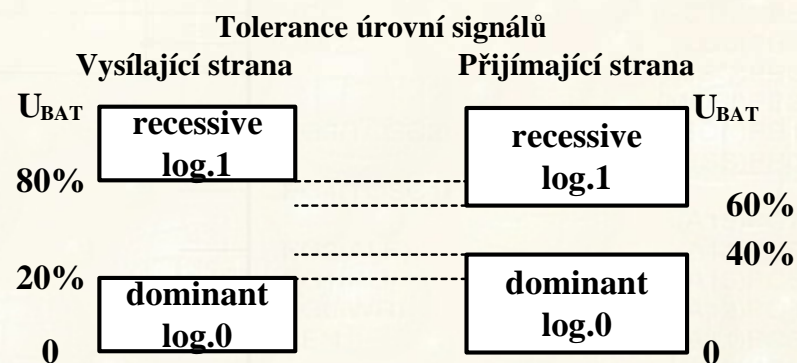 Tolerance úrovní signálů
Vysílající strana
Přijímající strana
UBAT
recessive
log.1
80%
20%
dominant
log.0
0
recessive
log.1
UBAT
60%
40%
dominant
log.0
0